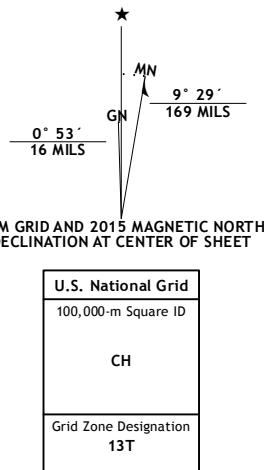 MN
GN
9° 29´
169 MILS
0° 53´
16 MILS
M GRID AND 2015 MAGNETIC NORTH
DECLINATION AT CENTER OF SHEET
U.S. National Grid
100,000-m Square ID
CH
Grid Zone Designation
13T